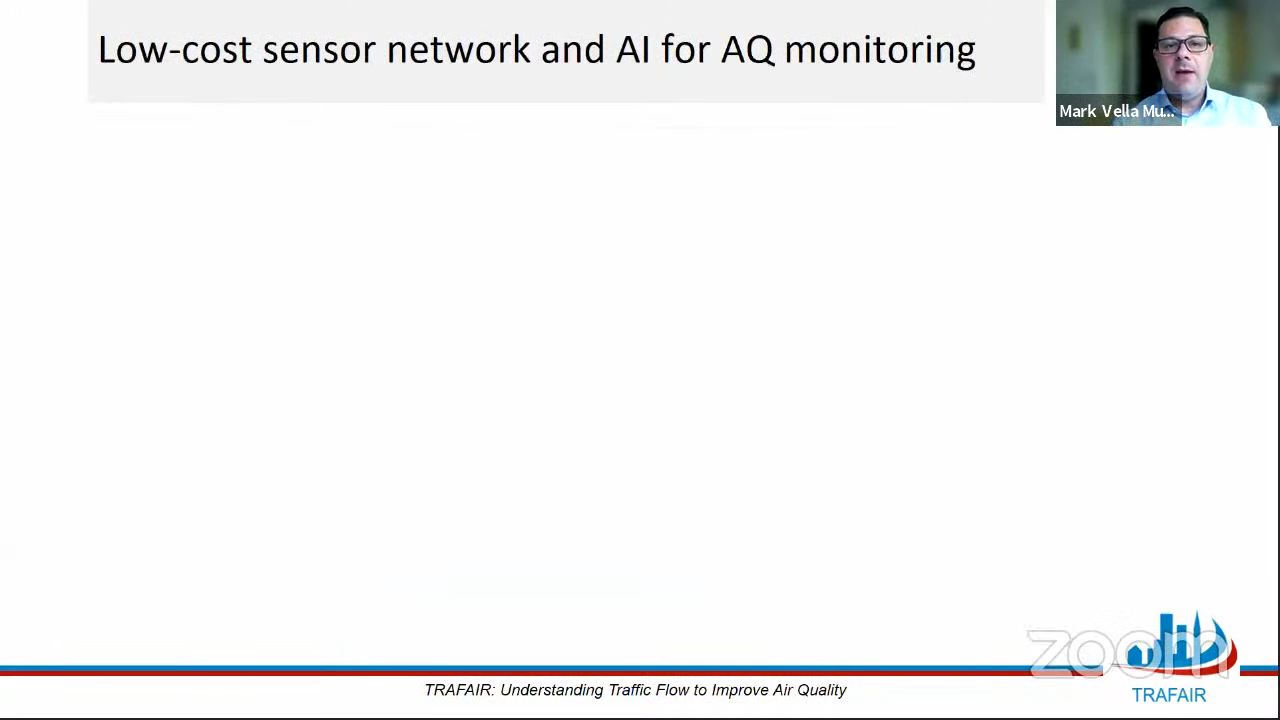 Low-cost sensor network and AI for AQ monitoring
Mark Vella Mu...
zoom
TRAFAIR: Understanding Traffic Flow to Improve Air Quality
TRAFAIR